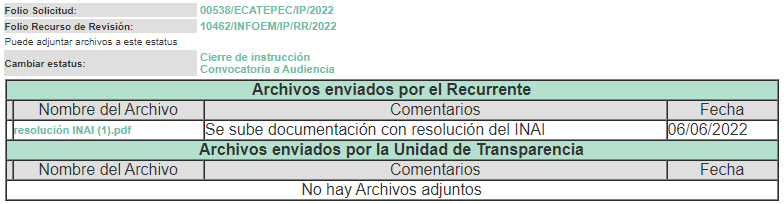 Folio Solicitud: 00538/ECATEPEC/IP/2022
Folio Recurso de Revisión: 10462/INFOEM/IP/RR/2022
Puede adjuntar archivos a este estatus
Cambiar estatus: Cierre de instrucción
Convocatoria a Audiencia
Archivos enviados por el Recurrente
Nombre del Archivo Comentarios Fecha
resolución INAI (1).pdf Se sube documentación con resolución del INAI 06/06/2022
Archivos enviados por la Unidad de Transparencia
Nombre del Archivo Comentarios Fecha
No hay Archivos adjuntos